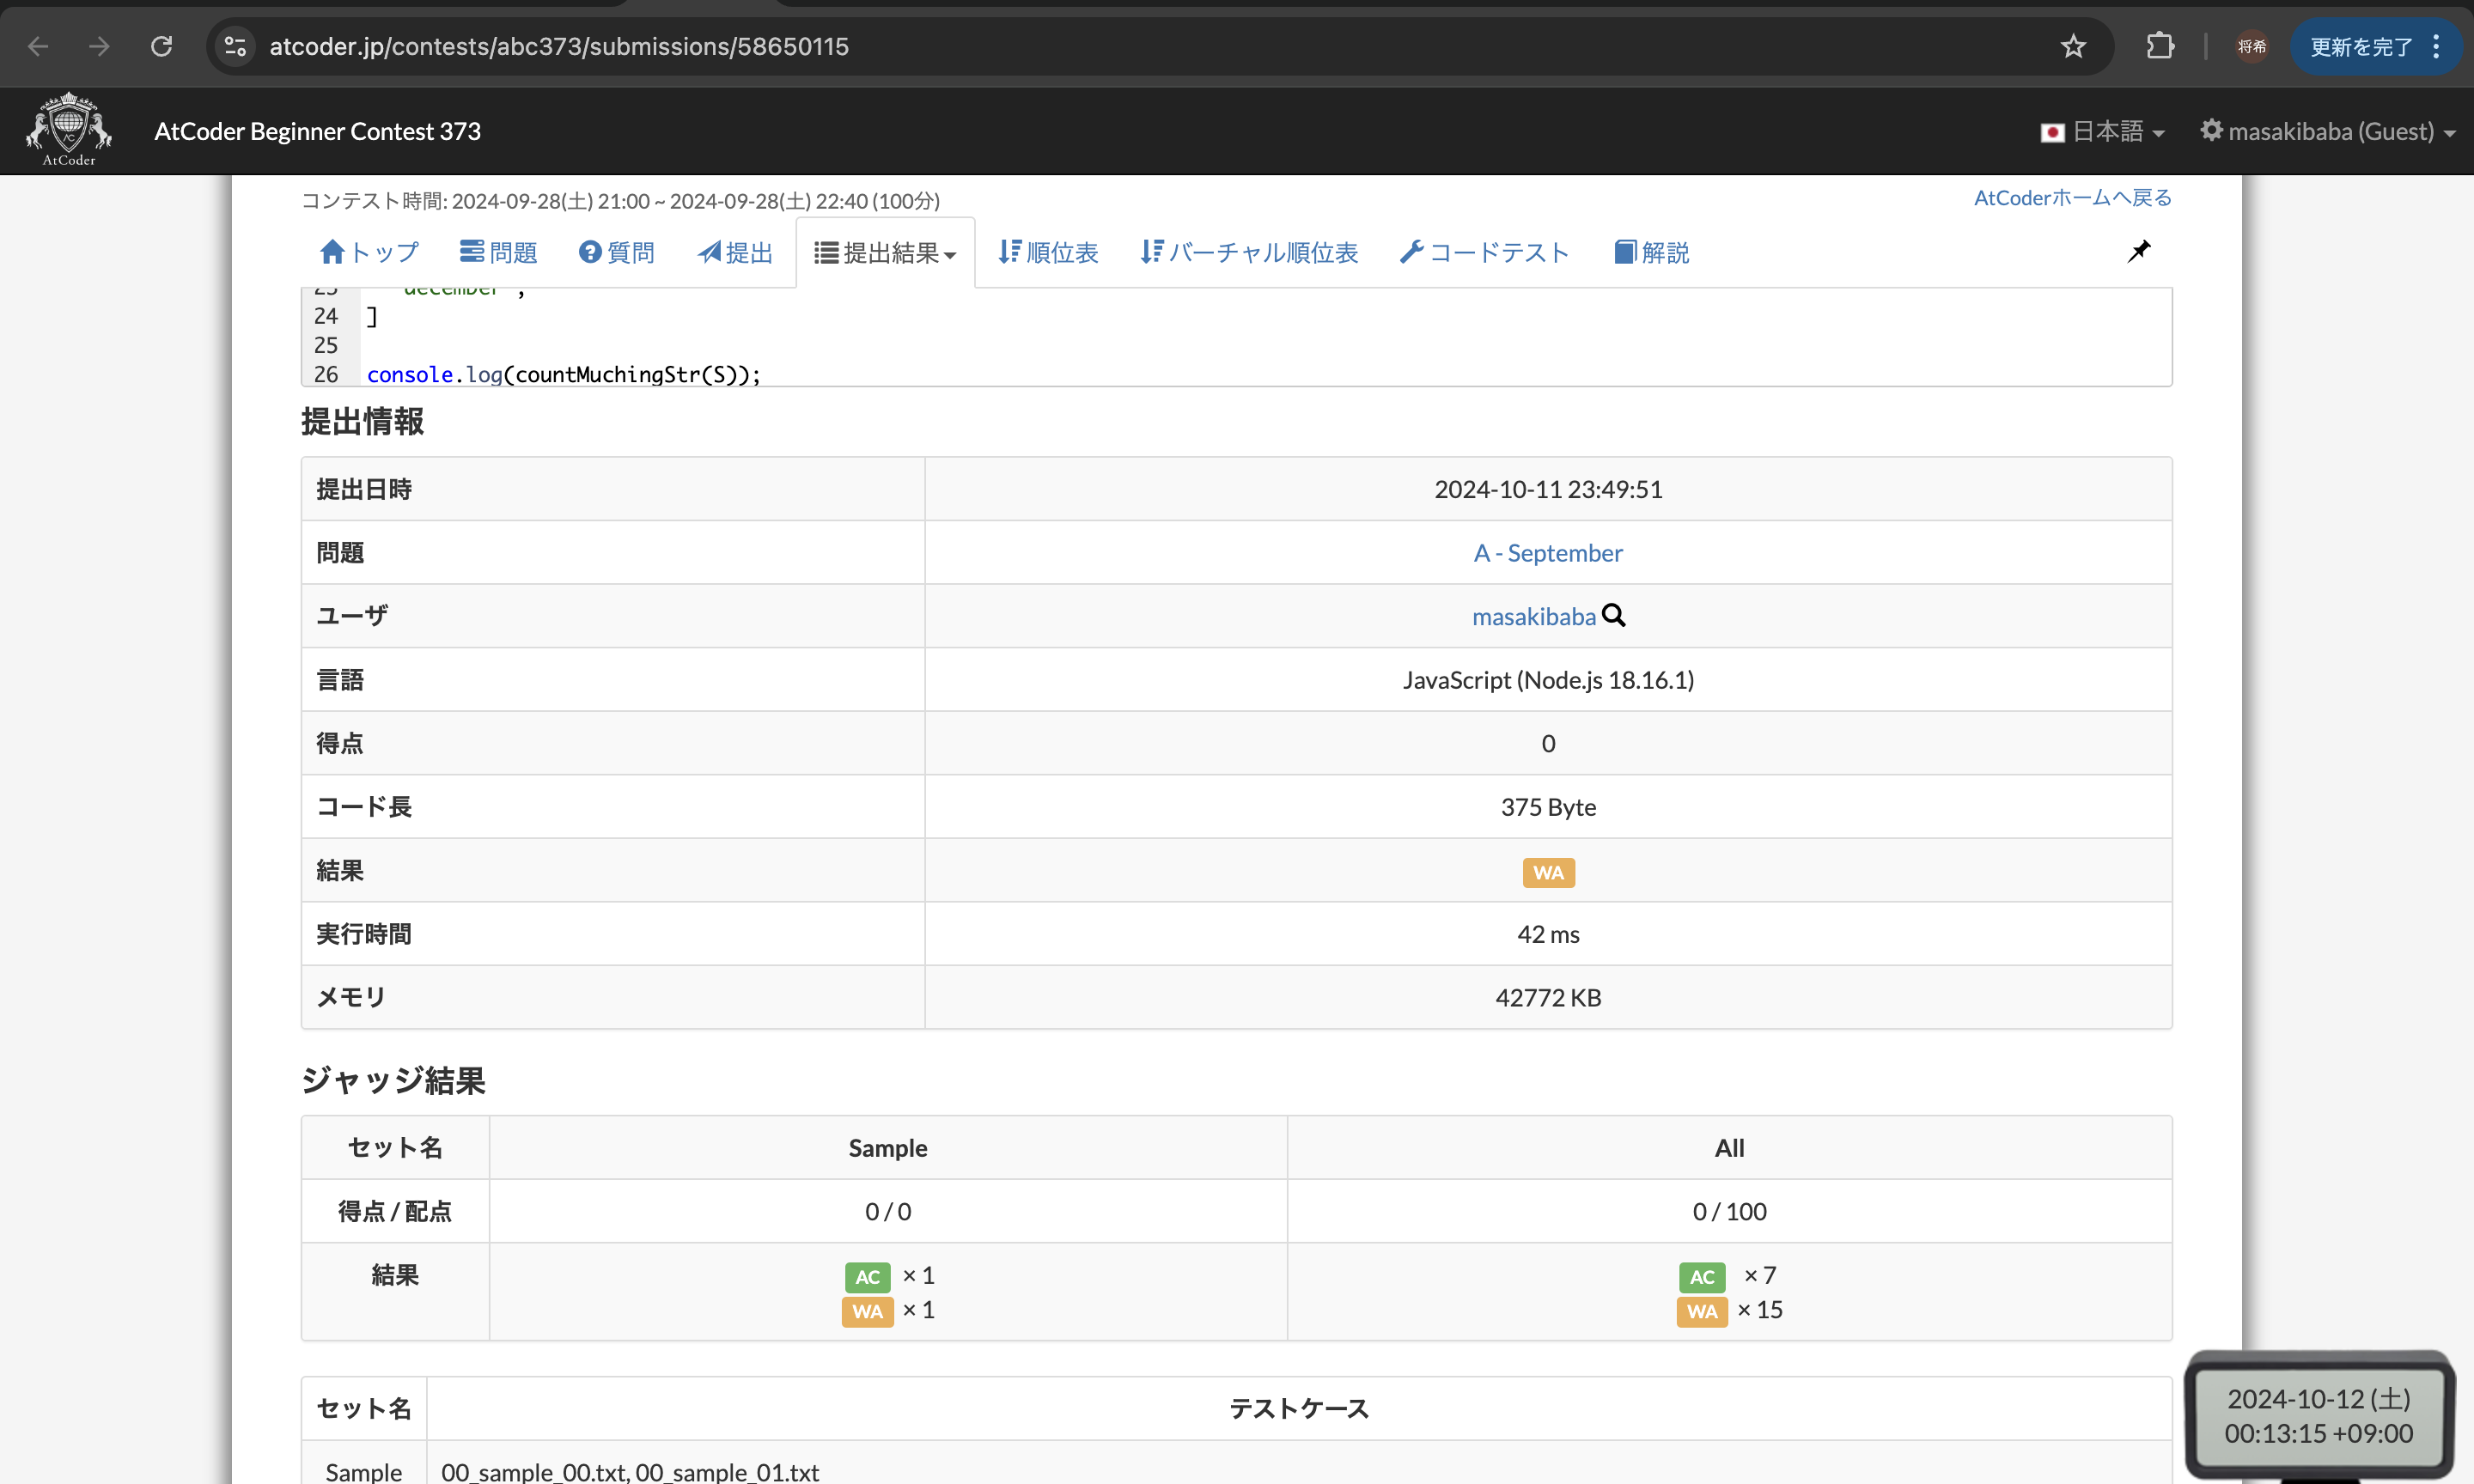 atcoder.jp/contests/abc373/submissions/58650115
将希
更新を完了
AtCoder
AtCoder Beginner Contest 373
日本語
masakibaba (Guest)
コンテスト時間: 2024-09-28(土) 21:00 ~ 2024-09-28(土) 22:40 (100分)
AtCoderホームへ戻る
トップ
問題
質問
提出
提出結果
順位表
バーチャル順位表
コードテスト
解説
23 "december",
24 ]
25
26 console.log(countMuchingStr(S));
提出情報
提出日時 2024-10-11 23:49:51
問題 A - September
ユーザ masakibaba
言語 JavaScript (Node.js 18.16.1)
得点 0
コード長 375 Byte
結果 WA
実行時間 42 ms
メモリ 42772 KB
ジャッジ結果
セット名 Sample All
得点 / 配点 0 / 0 0 / 100
結果 AC × 1 AC × 7
WA × 1 WA × 15
セット名 テストケース
Sample 00_sample_00.txt, 00_sample_01.txt
2024-10-12 (土)
00:13:15 +09:00